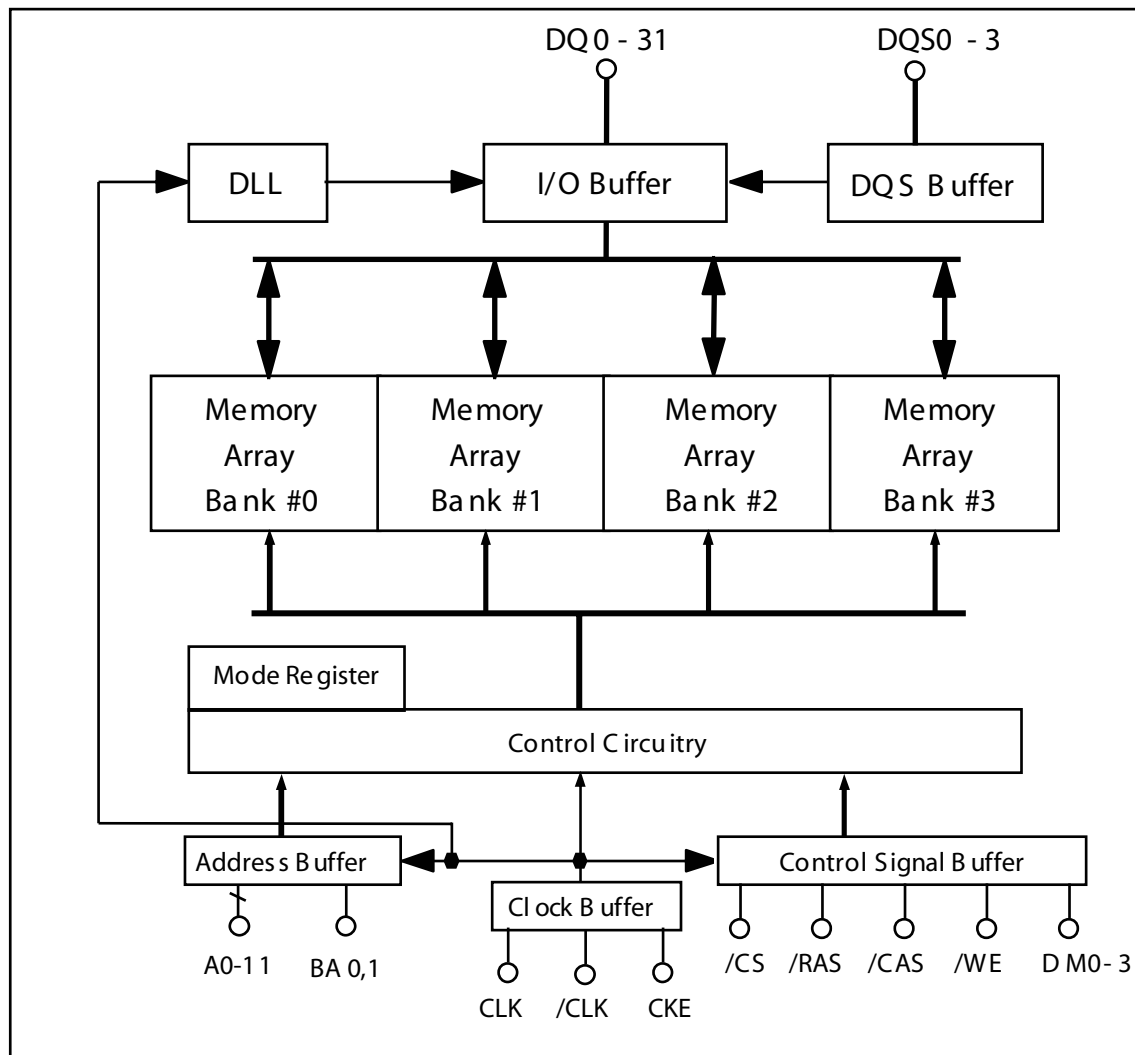 DQ0 - 31
DQS0 - 3
DLL
I/O Buffer
DQS Buffer
Memory
Array
Bank #0
Memory
Array
Bank #1
Memory
Array
Bank #2
Memory
Array
Bank #3
Mode Register
Control Circuitry
Address Buffer
Control Signal Buffer
Clock Buffer
A0-11
BA 0,1
CLK
/CLK
CKE
/CS
/RAS
/CAS
/WE
DM0-3